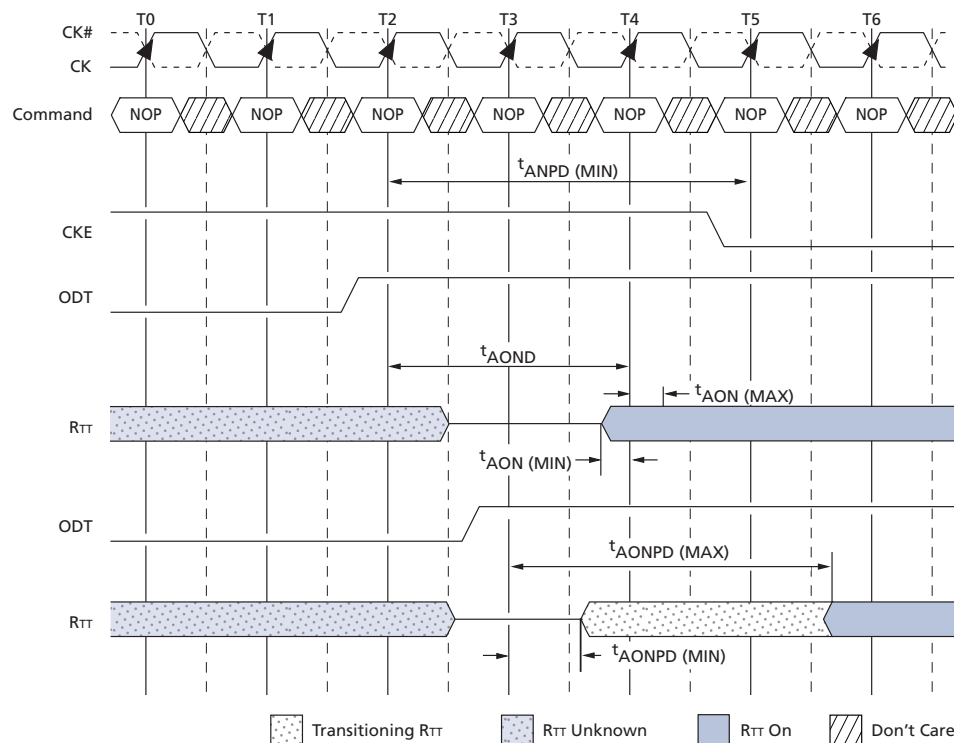 T0 T1 T2 T3 T4 T5 T6
CK#
CK
Command NOP NOP NOP NOP NOP NOP NOP
tANPD (MIN)
CKE
ODT
tAOND
tAON (MAX)
RTT
tAON (MIN)
ODT
tAONPD (MAX)
RTT
tAONPD (MIN)
Transitioning RTT RTT Unknown RTT On Don't Care